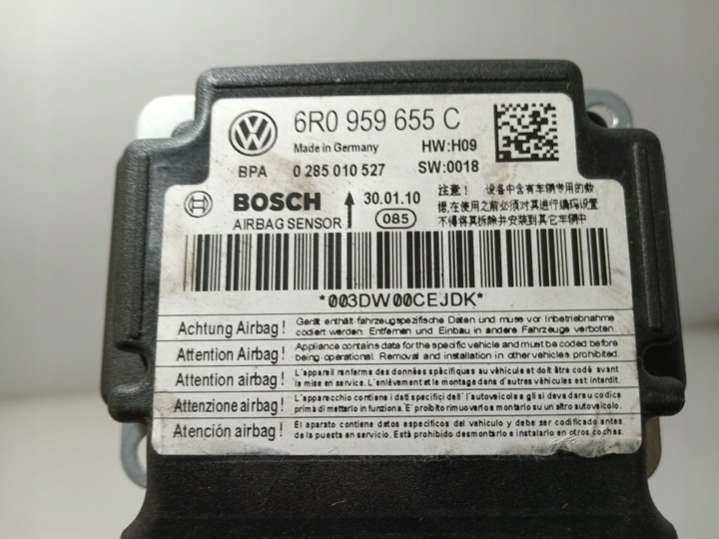 6R0 959 655 C
Made in Germany HW:H09
BPA 0 285 010 527 SW:0018
BOSCH 30.01.10
AIRBAG SENSOR 085
注意! 设备中含有车辆专用的数
据,在使用之前必须对其进行编码设置
不得将其拆除并安装到其它车辆中
*003DW00CEJDK*
Achtung Airbag! Gerät enthält fahrzeugspezifische Daten und muss vor Inbetriebnahme
codiert werden. Entfernen und Einbau in andere Fahrzeuge verboten.
Attention Airbag! Appliance contains data for the specific vehicle and must be coded before
being operational. Removal and installation in other vehicles prohibited.
Attention airbag! L'appareil renferme des données spécifiques au véhicule et doit être codé avant
la mise en service. L'enlèvement et le montage dans d'autres véhicules est interdit.
Attenzione airbag! L'apparecchio contiene i dati specifici dell'autoveicolo e gli si deve dare su codice
prima di metterlo in funzione. E' proibito rimuoverlo o montarlo su un altro autoveicolo.
Atención airbag! El aparato contiene datos específicos del vehículo y debe ser codificado antes
de la puesta en servicio. Está prohibido desmontarlo e instalarlo en otros coches.